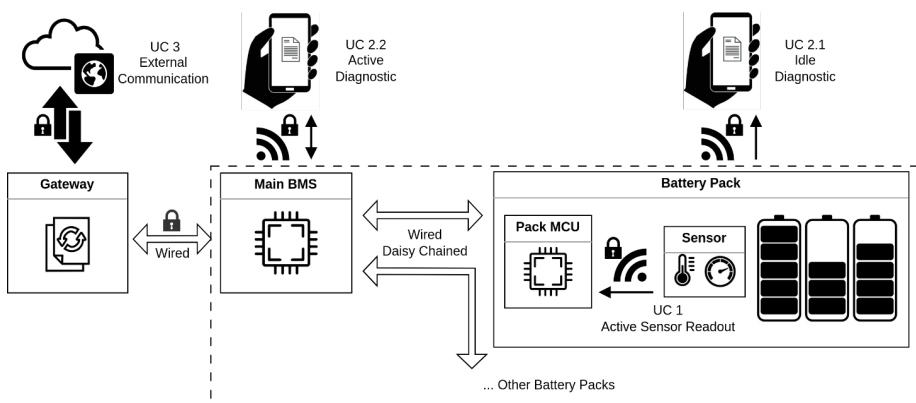 UC 3
External
Communication
UC 2.2
Active
Diagnostic
UC 2.1
Idle
Diagnostic
Gateway
Main BMS
Battery Pack
Wired
Wired
Daisy Chained
Pack MCU
Sensor
UC 1
Active Sensor Readout
... Other Battery Packs